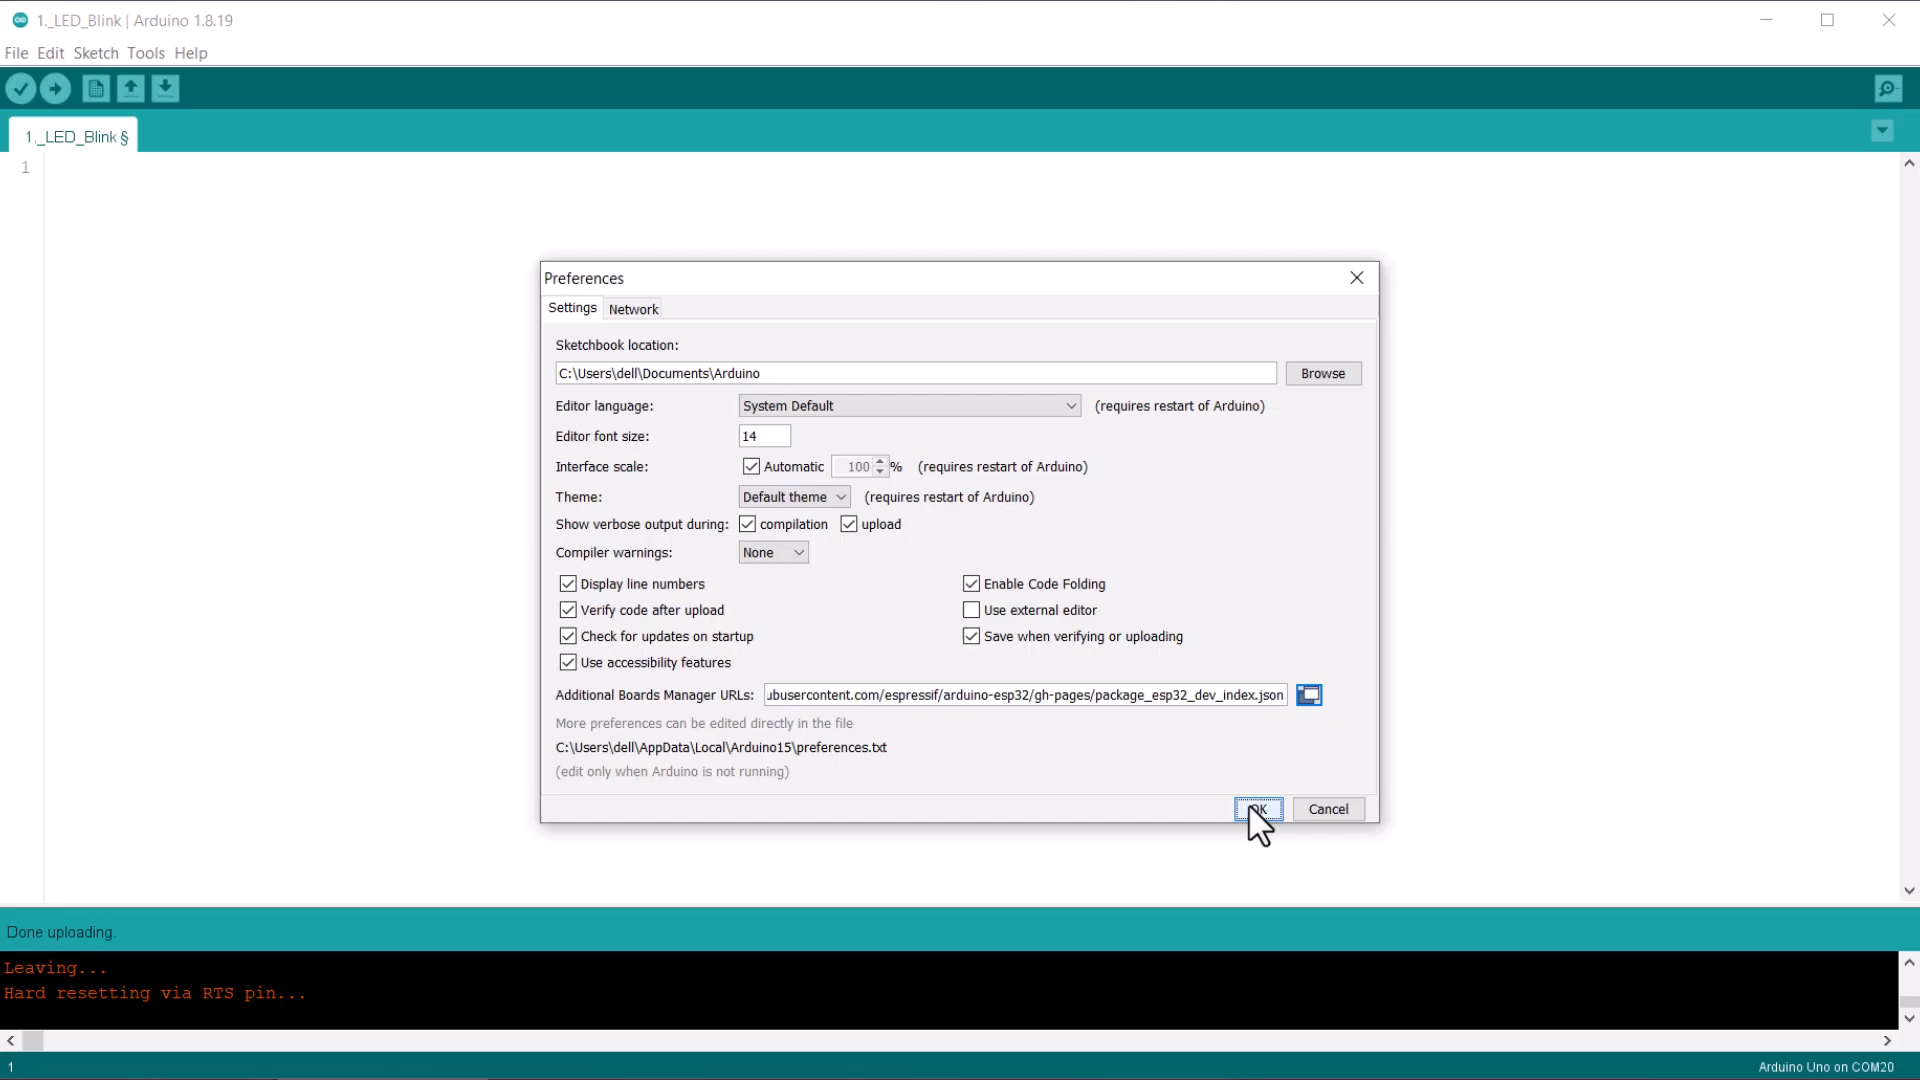 1._LED_Blink | Arduino 1.8.19
File Edit Sketch Tools Help
1._LED_Blink §
1
Preferences
Settings Network
Sketchbook location:
C:\Users\dell\Documents\Arduino Browse
Editor language: System Default (requires restart of Arduino)
Editor font size: 14
Interface scale: Automatic 100 % (requires restart of Arduino)
Theme: Default theme (requires restart of Arduino)
Show verbose output during: compilation upload
Compiler warnings: None
Display line numbers Enable Code Folding
Verify code after upload Use external editor
Check for updates on startup Save when verifying or uploading
Use accessibility features
Additional Boards Manager URLs: ubusercontent.com/espressif/arduino-esp32/gh-pages/package_esp32_dev_index.json
More preferences can be edited directly in the file
C:\Users\dell\AppData\Local\Arduino15\preferences.txt
(edit only when Arduino is not running)
OK Cancel
Done uploading.
Leaving...
Hard resetting via RTS pin...
1 Arduino Uno on COM20